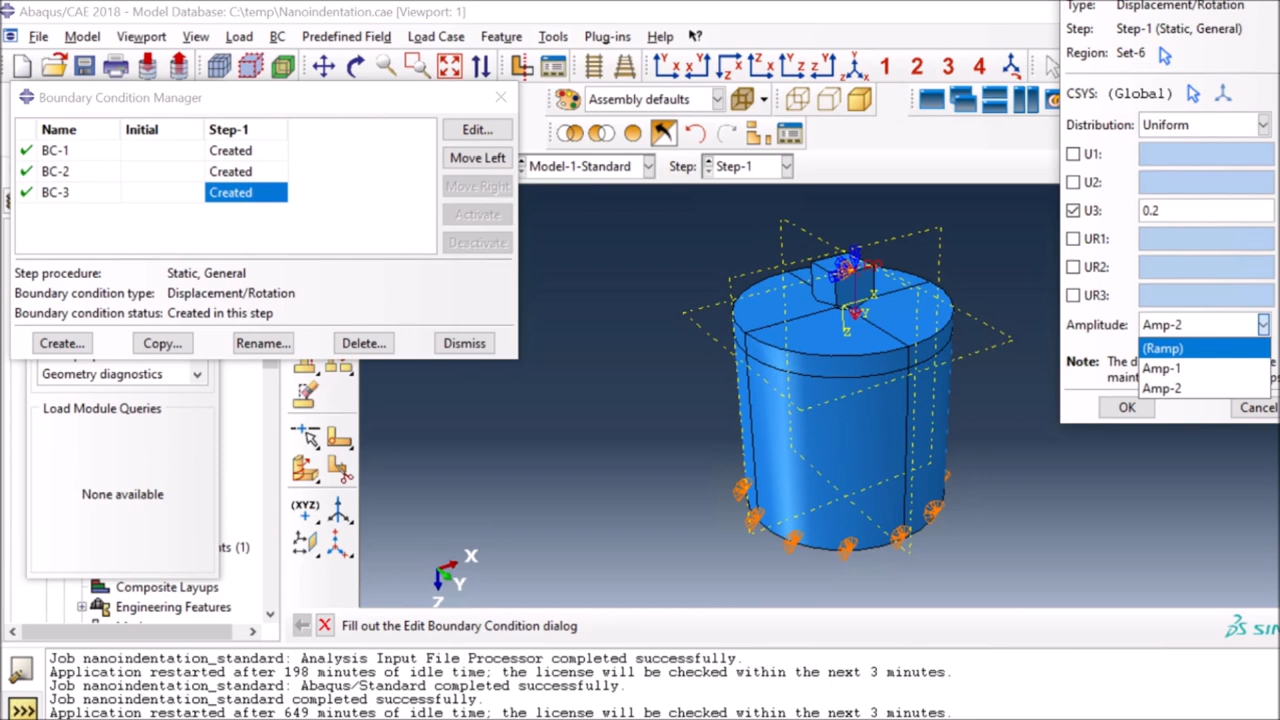 Abaqus/CAE 2018 - Model Database: C:\temp\Nanoindentation.cae [Viewport: 1]
File Model Viewport View Load BC Predefined Field Load Case Feature Tools Plug-ins Help
1 2 3 4
Boundary Condition Manager
Name Initial Step-1
BC-1 Created
BC-2 Created
BC-3 Created
Edit...
Move Left
Move Right
Activate
Deactivate
Step procedure: Static, General
Boundary condition type: Displacement/Rotation
Boundary condition status: Created in this step
Create... Copy... Rename... Delete... Dismiss
Assembly defaults
Model-1-Standard Step: Step-1
Type: Displacement/Rotation
Step: Step-1 (Static, General)
Region: Set-6
CSYS: (Global)
Distribution: Uniform
U1:
U2:
U3: 0.2
UR1:
UR2:
UR3:
Amplitude: Amp-2
(Ramp)
Amp-1
Amp-2
Note: The d
maint
OK Cancel
Geometry diagnostics
Load Module Queries
None available
ts (1)
Composite Layups
Engineering Features
(XYZ)
X
Y
Z
X
Y
Z
Fill out the Edit Boundary Condition dialog
Job nanoindentation_standard: Analysis Input File Processor completed successfully.
Application restarted after 198 minutes of idle time; the license will be checked within the next 3 minutes.
Job nanoindentation_standard: Abaqus/Standard completed successfully.
Job nanoindentation_standard completed successfully.
Application restarted after 649 minutes of idle time; the license will be checked within the next 3 minutes.